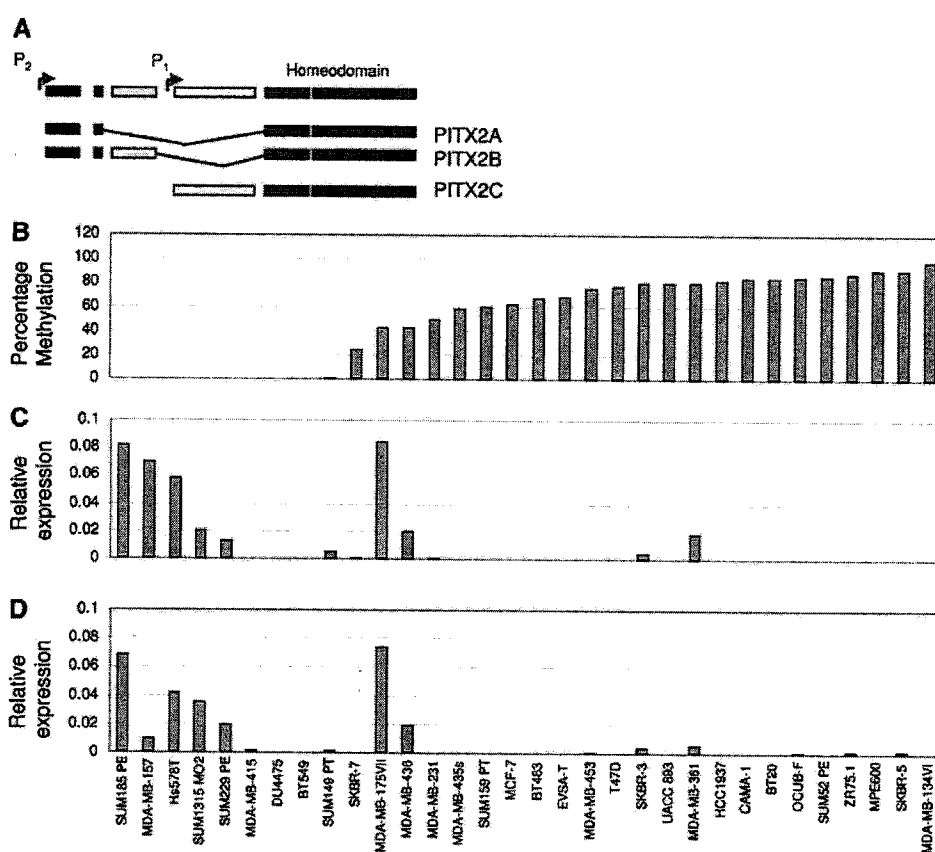 A
P2
P1
Homeodomain
PITX2A
PITX2B
PITX2C
B
Percentage
Methylation
120
100
80
60
40
20
0
C
Relative
expression
0.1
0.08
0.06
0.04
0.02
0
D
Relative
expression
0.1
0.08
0.06
0.04
0.02
0
SUM185 PE
MDA-MB-157
Hs578T
SUM1315 MO2
SUM229 PE
MDA-MB-415
DU4475
BT549
SUM149 PT
SKBR-7
MDA-MB-175VII
MDA-MB-436
MDA-MB-231
MDA-MB-435s
SUM159 PT
MCF-7
BT483
EVSA-T
MDA-MB-453
T-47D
SKBR-3
UACC 893
MDA-MB-361
HCC1937
CAMA-1
BT20
OCUB-F
SUM52 PE
ZR75.1
MPE600
SKBR-5
MDA-MB-134VI